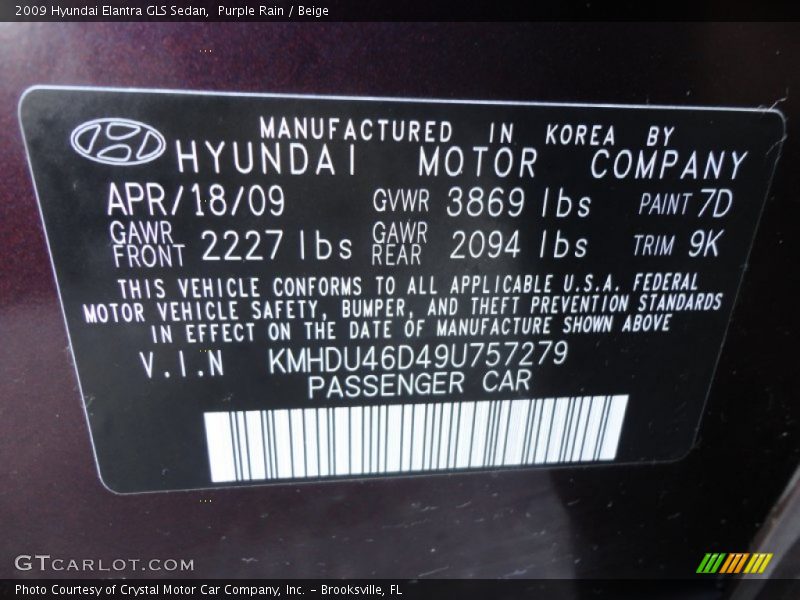 2009 Hyundai Elantra GLS Sedan,  Purple Rain / Beige
MANUFACTURED IN KOREA BY
HYUNDAI MOTOR COMPANY
APR/18/09 GVWR 3869 lbs PAINT 7D
GAWR FRONT 2227 lbs GAWR REAR 2094 lbs TRIM 9K
THIS VEHICLE CONFORMS TO ALL APPLICABLE U.S.A. FEDERAL
MOTOR VEHICLE SAFETY, BUMPER, AND THEFT PREVENTION STANDARDS
IN EFFECT ON THE DATE OF MANUFACTURE SHOWN ABOVE
V.I.N KMHDU46D49U757279
PASSENGER CAR
GTCARLOT.COM
Photo Courtesy of Crystal Motor Car Company, Inc. – Brooksville, FL